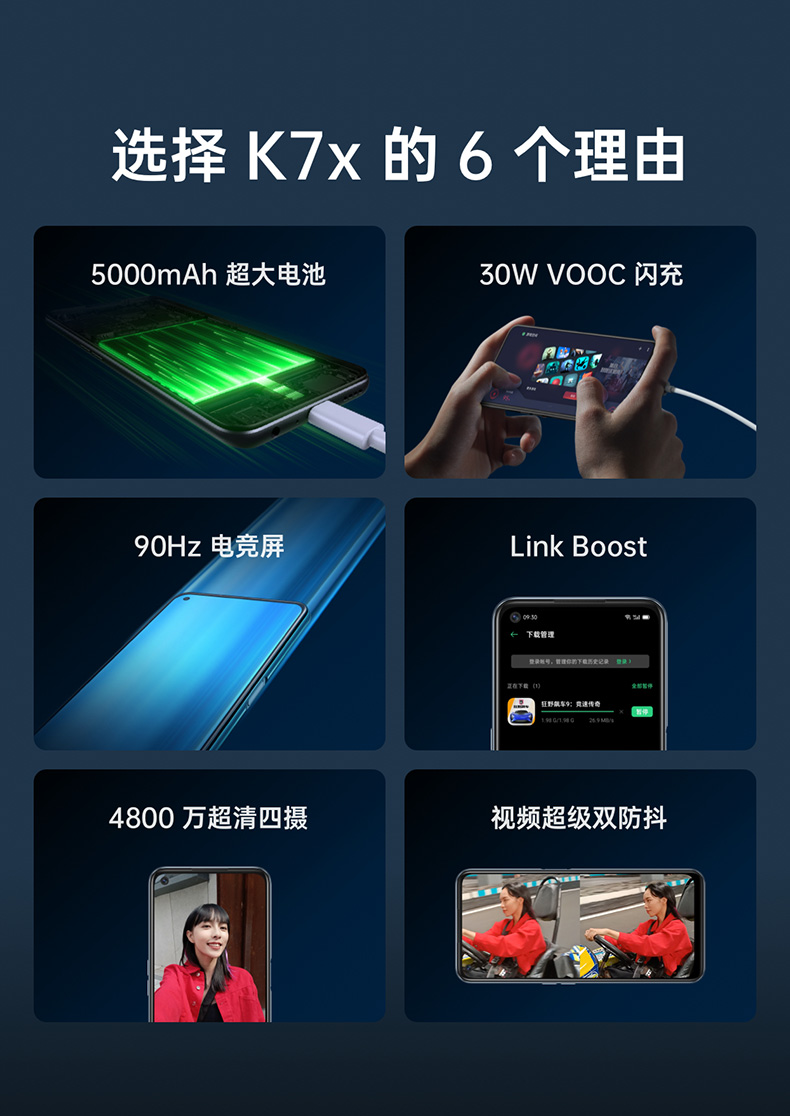 选择 K7x 的 6 个理由
5000mAh 超大电池
30W VOOC 闪充
90Hz 电竞屏
Link Boost
09:30
下载管理
登录帐号，管理你的下载历史记录 登录
正在下载 (1) 全部暂停
狂野飙车9：竞速传奇
1.98 G/1.98 G 26.9 MB/s
暂停
4800 万超清四摄
视频超级双防抖